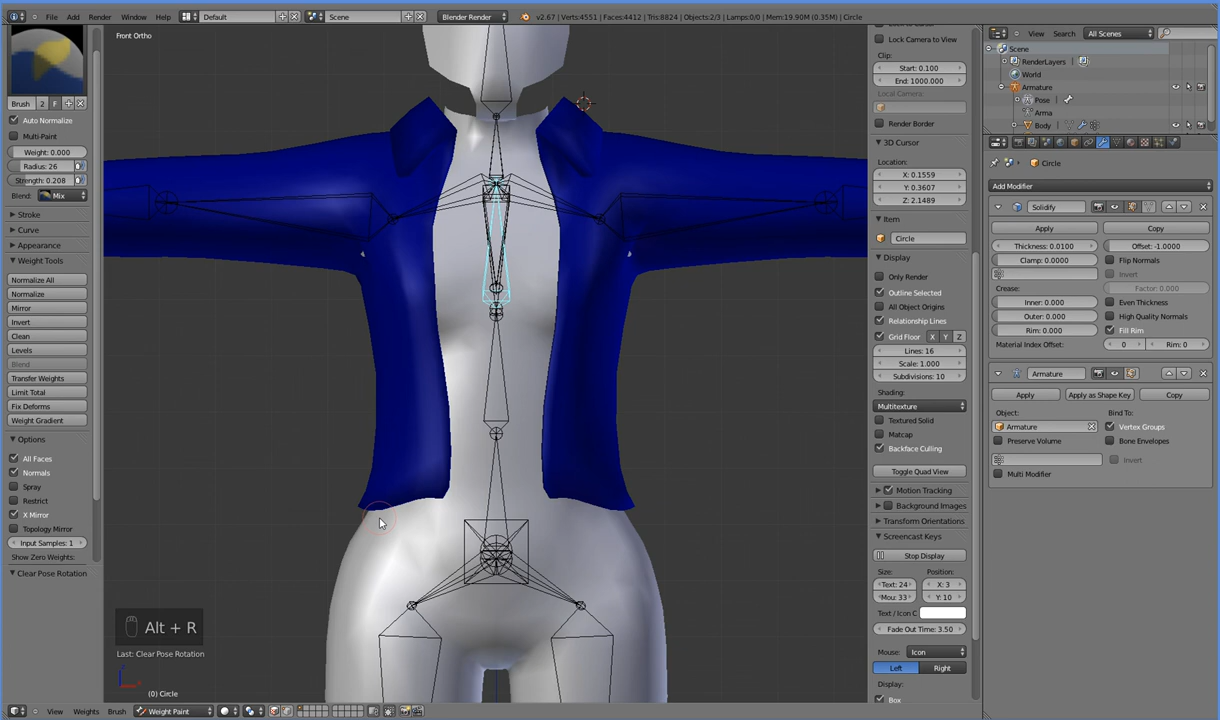 File Add Render Window Help Default Scene Blender Render v2.67 | Verts:4551 | Faces:4412 | Tris:8824 | Objects:2/3 | Lamps:0/0 | Mem:19.90M (0.35M) | Circle
Front Ortho
Brush 2 F
Auto Normalize
Multi-Paint
Weight: 0.000
Radius: 26
Strength: 0.208
Blend: Mix
Stroke
Curve
Appearance
Weight Tools
Normalize All
Normalize
Mirror
Invert
Clean
Levels
Blend
Transfer Weights
Limit Total
Fix Deforms
Weight Gradient
Options
All Faces
Normals
Spray
Restrict
X Mirror
Topology Mirror
Input Samples: 1
Show Zero Weights:
Clear Pose Rotation
Alt + R
Last: Clear Pose Rotation
(0) Circle
View Weights Brush Weight Paint
Lock Camera to View
Clip:
Start: 0.100
End: 1000.000
Local Camera:
Render Border
3D Cursor
Location:
X: 0.1559
Y: 0.3607
Z: 2.1489
Item
Circle
Display
Only Render
Outline Selected
All Object Origins
Relationship Lines
Grid Floor X Y Z
Lines: 16
Scale: 1.000
Subdivisions: 10
Shading:
Multitexture
Textured Solid
Matcap
Backface Culling
Toggle Quad View
Motion Tracking
Background Images
Transform Orientations
Screencast Keys
Stop Display
Size: Position:
Text: 24 X: 3
Mou: 33 Y: 10
Text / Icon C
Fade Out Time: 3.50
Mouse: Icon
Left Right
Display:
Box
View Search All Scenes
Scene
RenderLayers
World
Armature
Pose
Arma
Body
Circle
Add Modifier
Solidify
Apply Copy
Thickness: 0.0100 Offset: -1.0000
Clamp: 0.0000 Flip Normals
Invert
Crease: Factor: 0.000
Inner: 0.000 Even Thickness
Outer: 0.000 High Quality Normals
Rim: 0.000 Fill Rim
Material Index Offset: 0 Rim: 0
Armature
Apply Apply as Shape Key Copy
Object: Bind To:
Armature Vertex Groups
Preserve Volume Bone Envelopes
Invert
Multi Modifier